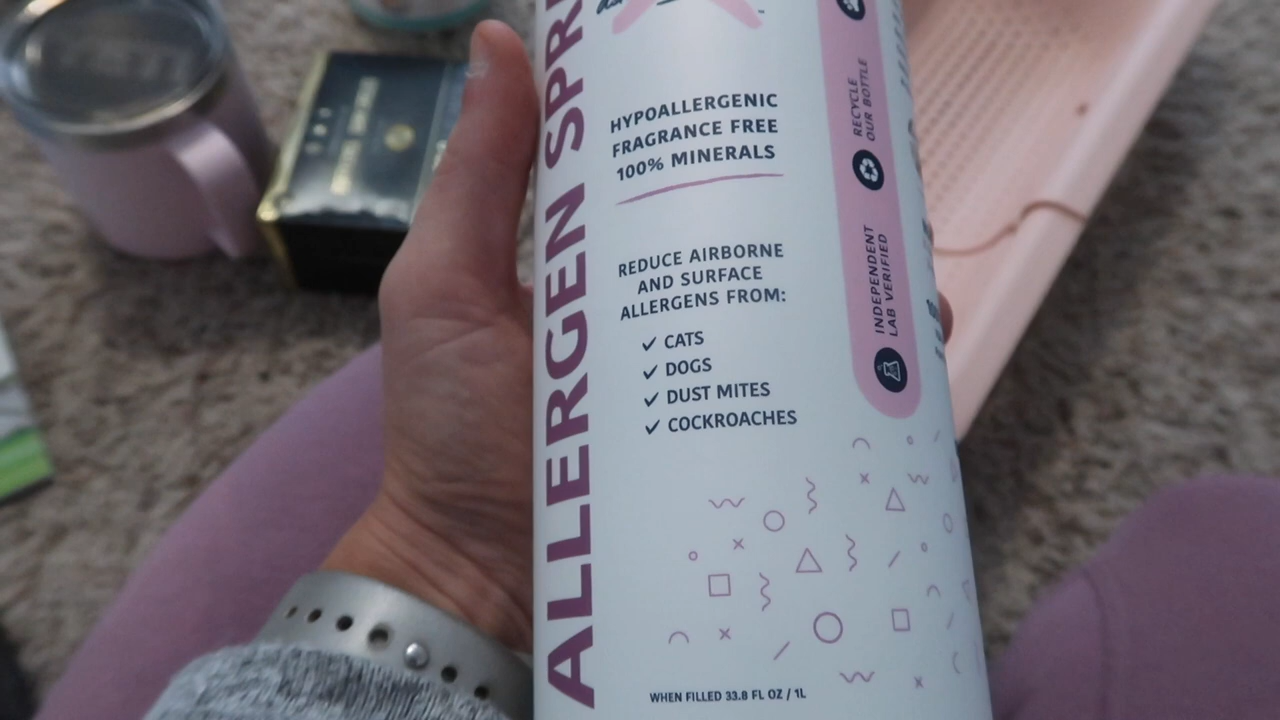 ALLERGEN SPR
HYPOALLERGENIC
FRAGRANCE FREE
100% MINERALS
REDUCE AIRBORNE
AND SURFACE
ALLERGENS FROM:
✓ CATS
✓ DOGS
✓ DUST MITES
✓ COCKROACHES
WHEN FILLED 33.8 FL OZ / 1L
RECYCLE
OUR BOTTLE
INDEPENDENT
LAB VERIFIED